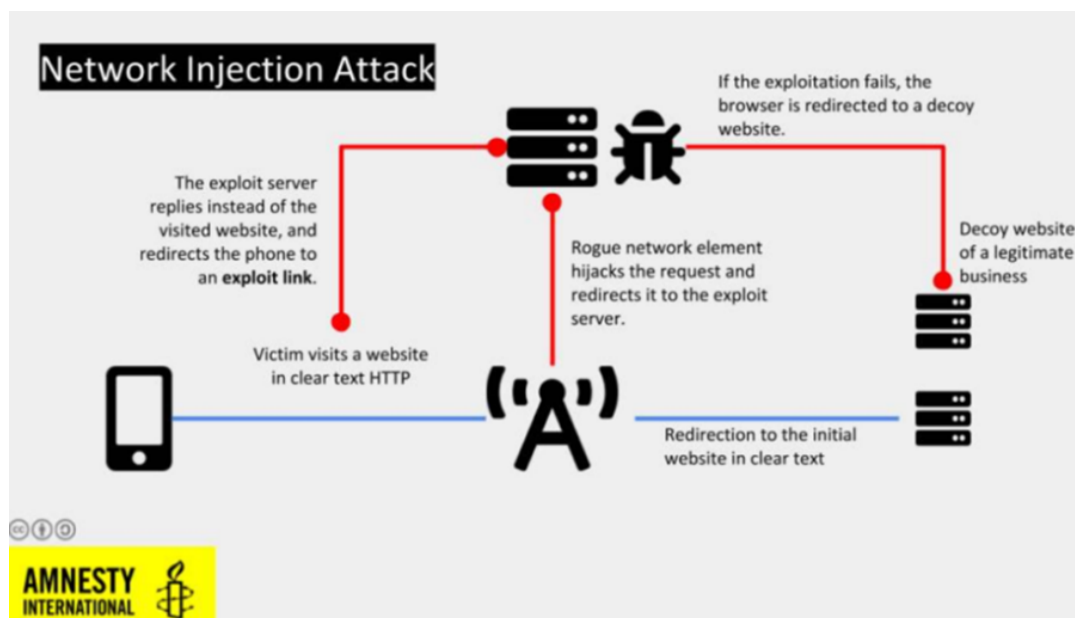 Network Injection Attack
If the exploitation fails, the
browser is redirected to a decoy
website.
The exploit server
replies instead of the
visited website, and
redirects the phone to
an exploit link.
Rogue network element
hijacks the request and
redirects it to the exploit
server.
Decoy website
of a legitimate
business
Victim visits a website
in clear text HTTP
Redirection to the initial
website in clear text
cc
AMNESTY
INTERNATIONAL